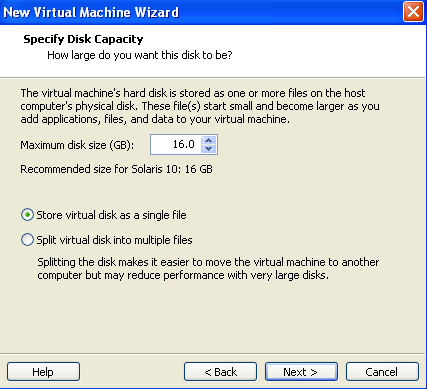 New Virtual Machine Wizard
Specify Disk Capacity
How large do you want this disk to be?
The virtual machine's hard disk is stored as one or more files on the host
computer's physical disk. These file(s) start small and become larger as you
add applications, files, and data to your virtual machine.
Maximum disk size (GB): 16.0
Recommended size for Solaris 10: 16 GB
Store virtual disk as a single file
Split virtual disk into multiple files
Splitting the disk makes it easier to move the virtual machine to another
computer but may reduce performance with very large disks.
Help < Back Next > Cancel